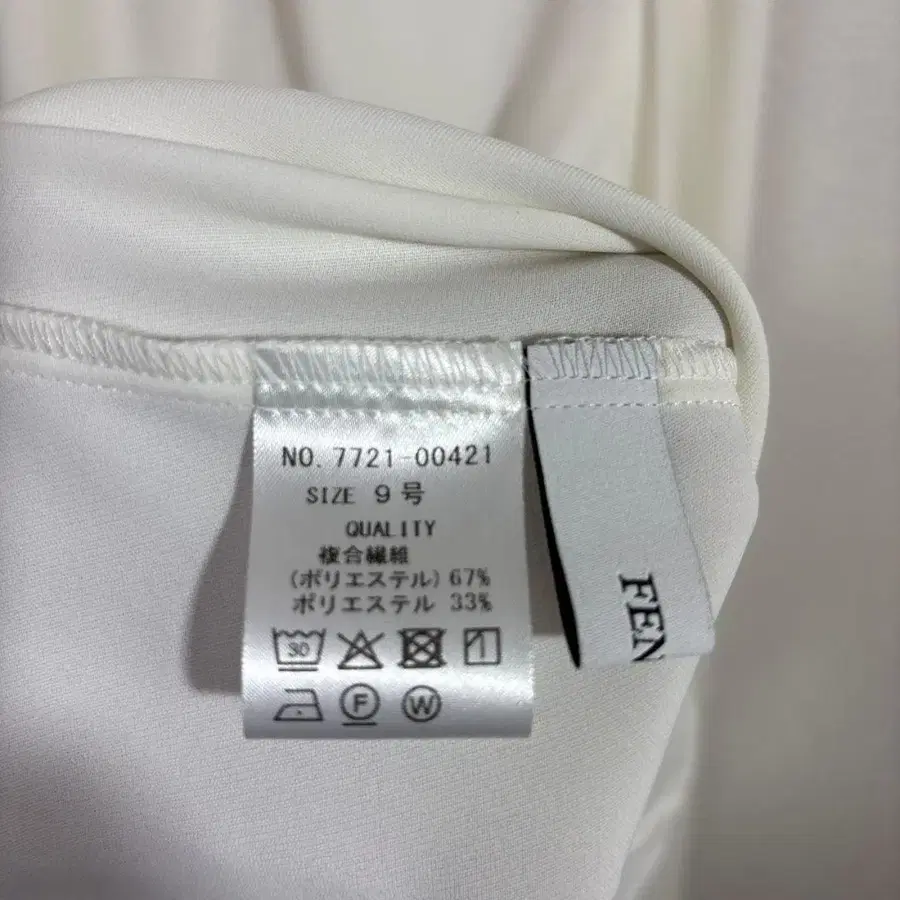 NO. 7721-00421
SIZE 9号
QUALITY
複合繊維
(ポリエステル) 67%
ポリエステル 33%
30
F W
FEN